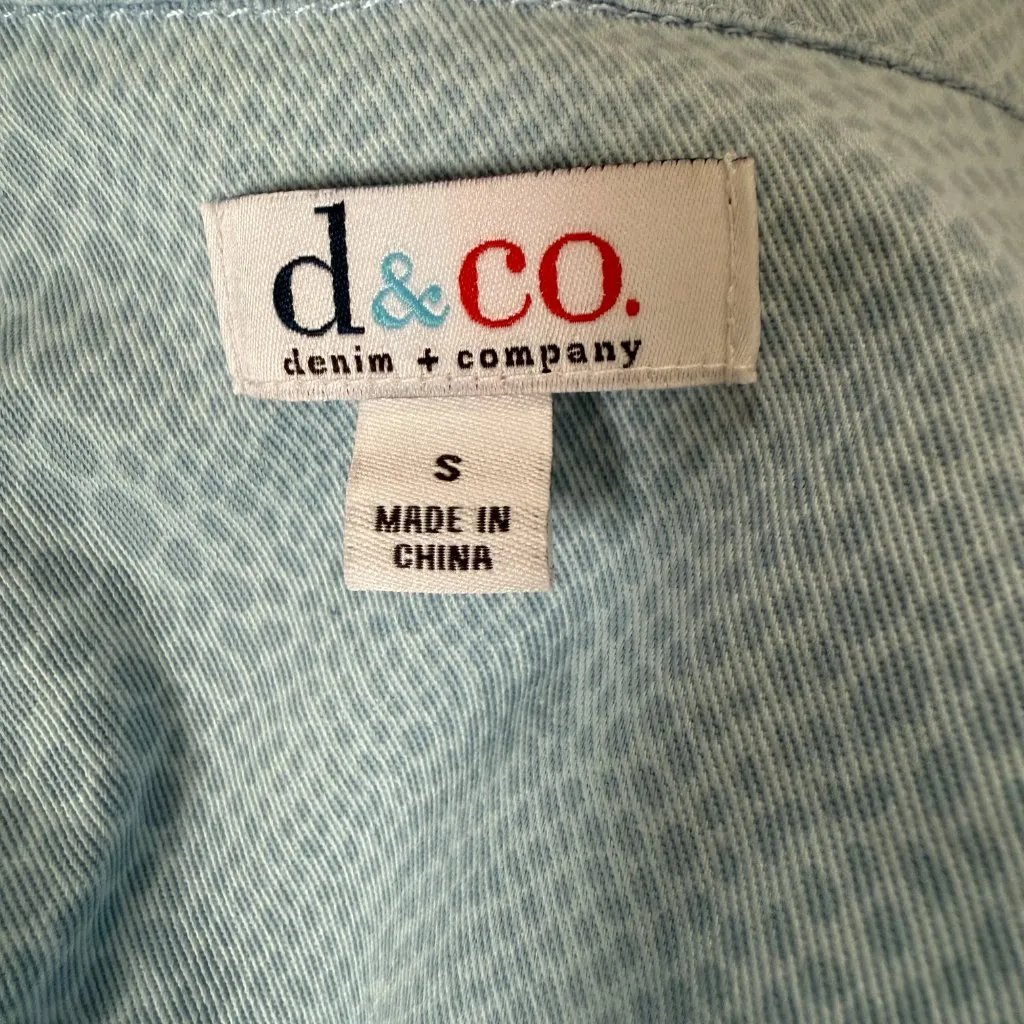 d&co.
denim + company
S
MADE IN
CHINA